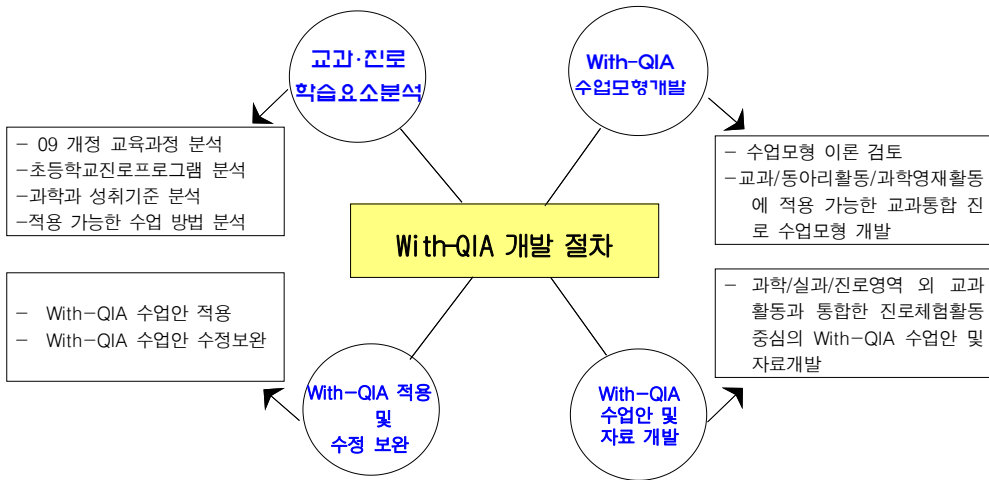 교과·진로
학습요소분석
With-QIA
수업모형개발
- 09 개정 교육과정 분석
-초등학교진로프로그램 분석
-과학과 성취기준 분석
-적용 가능한 수업 방법 분석
- 수업모형 이론 검토
-교과/동아리활동/과학영재활동
에 적용 가능한 교과통합 진
로 수업모형 개발
With-QIA 개발 절차
- With-QIA 수업안 적용
- With-QIA 수업안 수정보완
- 과학/실과/진로영역 외 교과
활동과 통합한 진로체험활동
중심의 With-QIA 수업안 및
자료개발
With-QIA 적용
및
수정 보완
With-QIA
수업안 및
자료 개발